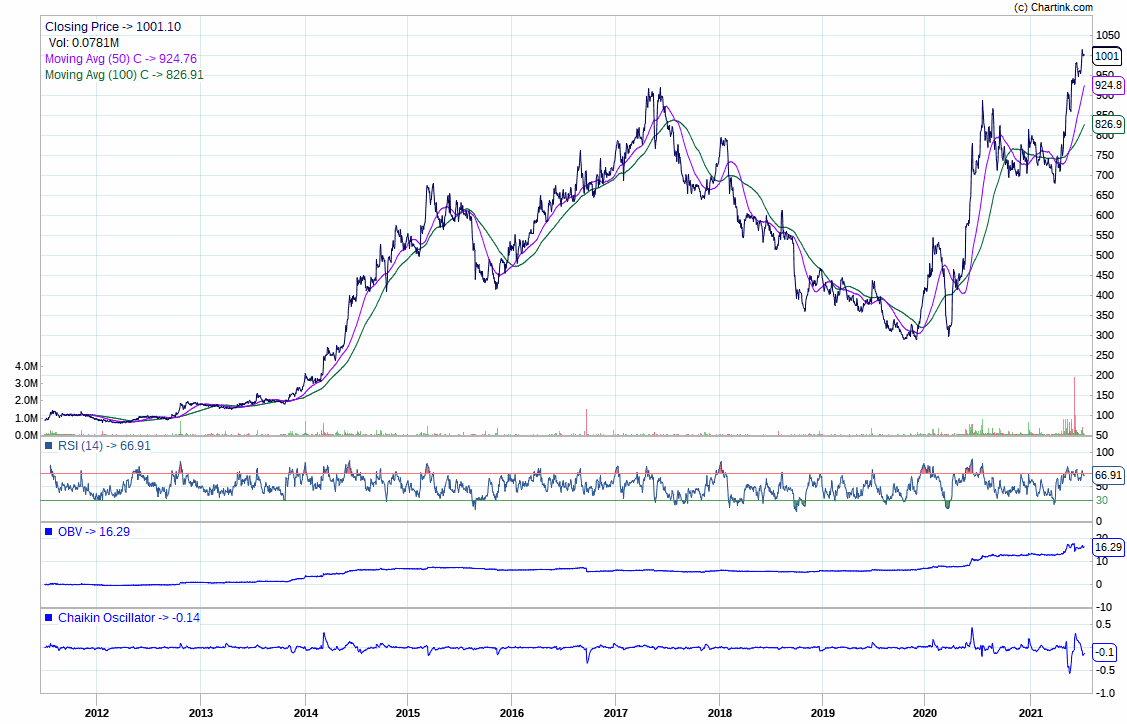 (c) Chartink.com
Closing Price -> 1001.10
Vol: 0.0781M
Moving Avg (50) C -> 924.76
Moving Avg (100) C -> 826.91
1050
1001
950
924.8
900
826.9
800
750
700
650
600
550
500
450
400
350
300
250
200
150
100
50
4.0M
3.0M
2.0M
1.0M
0.0M
RSI (14) -> 66.91
100
66.91
50
30
0
OBV -> 16.29
20
16.29
10
0
-10
Chaikin Oscillator -> -0.14
0.5
-0.1
-0.5
-1.0
2012 2013 2014 2015 2016 2017 2018 2019 2020 2021